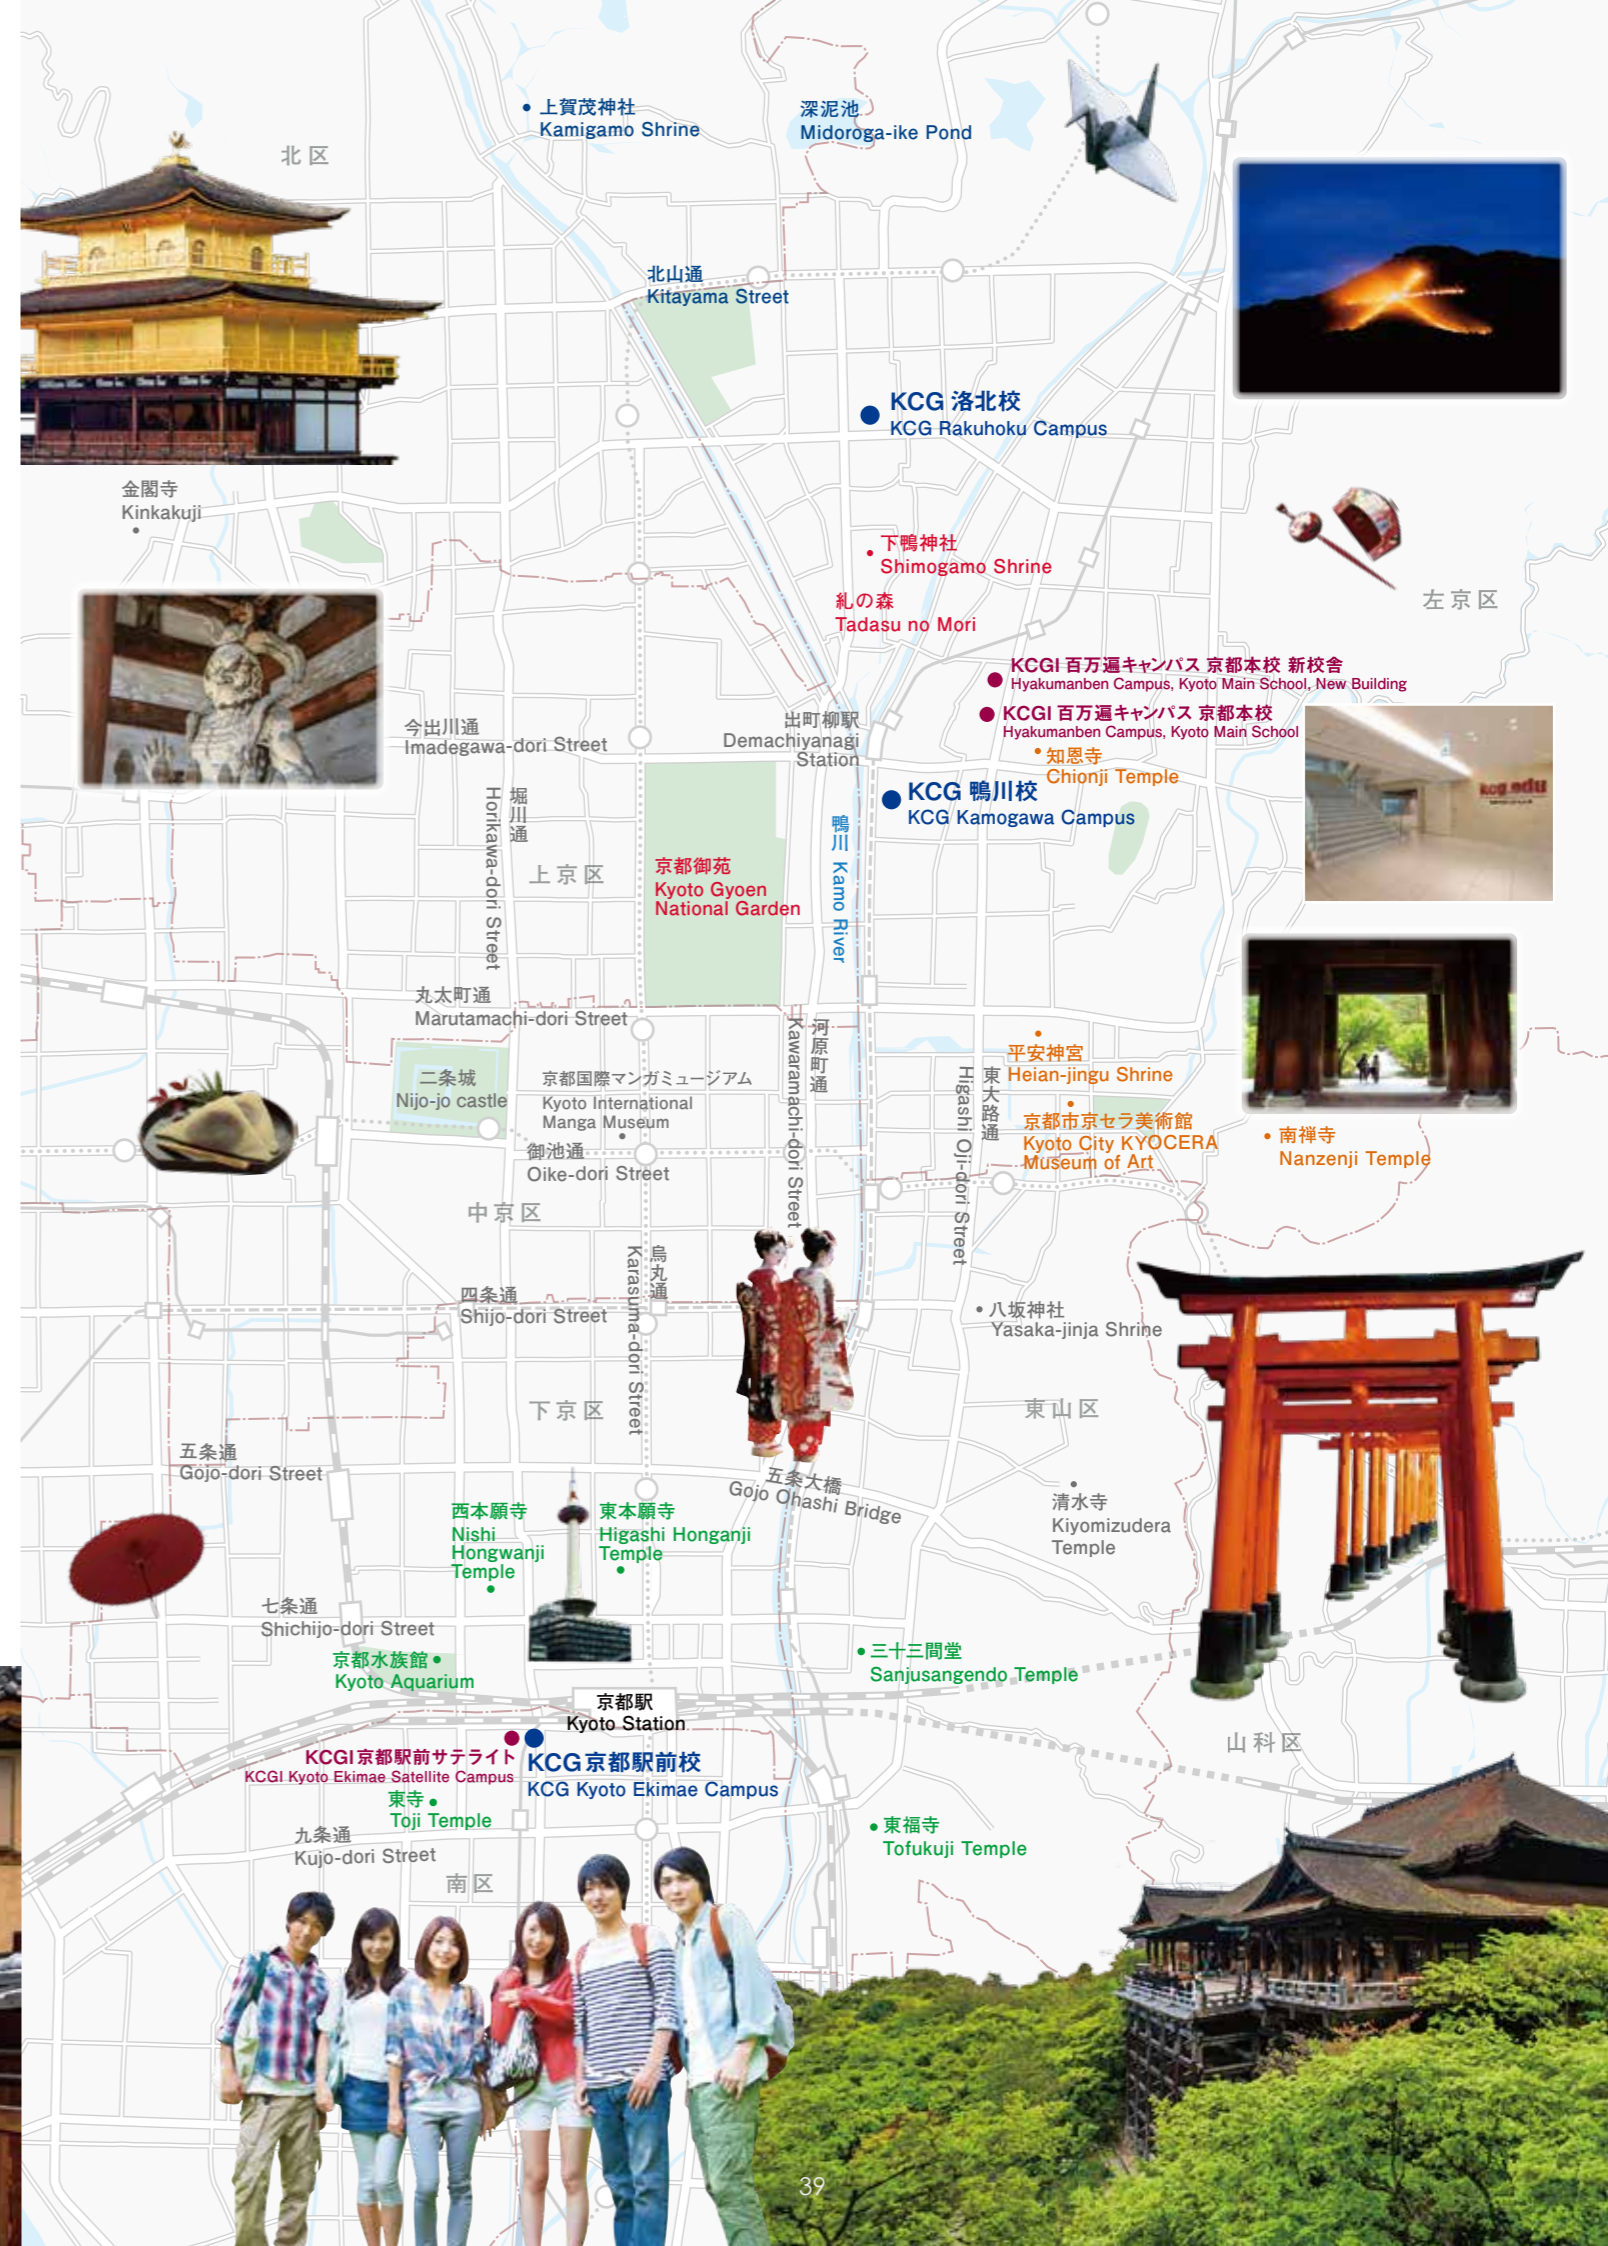 上賀茂神社
Kamigamo Shrine
深泥池
Midoroga-ike Pond
北区
北山通
Kitayama Street
KCG 洛北校
KCG Rakuhoku Campus
金閣寺
Kinkakuji
下鴨神社
Shimogamo Shrine
左京区
糺の森
Tadasu no Mori
KCGI 百万遍キャンパス 京都本校 新校舎
Hyakumanben Campus, Kyoto Main School, New Building
KCGI 百万遍キャンパス 京都本校
Hyakumanben Campus, Kyoto Main School
今出川通
Imadegawa-dori Street
出町柳駅
Demachiyanagi
Station
知恩寺
Chionji Temple
kcg.edu
KCG 鴨川校
KCG Kamogawa Campus
堀川通
Horikawa-dori Street
鴨川 Kamo River
上京区
京都御苑
Kyoto Gyoen
National Garden
丸太町通
Marutamachi-dori Street
河原町通
Kawaramachi-dori Street
平安神宮
Heian-jingu Shrine
東大路通
Higashi Oji-dori Street
二条城
Nijo-jo castle
京都国際マンガミュージアム
Kyoto International
Manga Museum
京都市京セラ美術館
Kyoto City KYOCERA
Museum of Art
南禅寺
Nanzenji Temple
御池通
Oike-dori Street
中京区
烏丸通
Karasuma-dori Street
四条通
Shijo-dori Street
八坂神社
Yasaka-jinja Shrine
下京区
東山区
五条通
Gojo-dori Street
五条大橋
Gojo Ohashi Bridge
清水寺
Kiyomizudera
Temple
西本願寺
Nishi
Hongwanji
Temple
東本願寺
Higashi Honganji
Temple
七条通
Shichijo-dori Street
京都水族館
Kyoto Aquarium
三十三間堂
Sanjusangendo Temple
京都駅
Kyoto Station
山科区
KCGI 京都駅前サテライト
KCGI Kyoto Ekimae Satellite Campus
KCG 京都駅前校
KCG Kyoto Ekimae Campus
東寺
Toji Temple
東福寺
Tofukuji Temple
九条通
Kujo-dori Street
南区
39